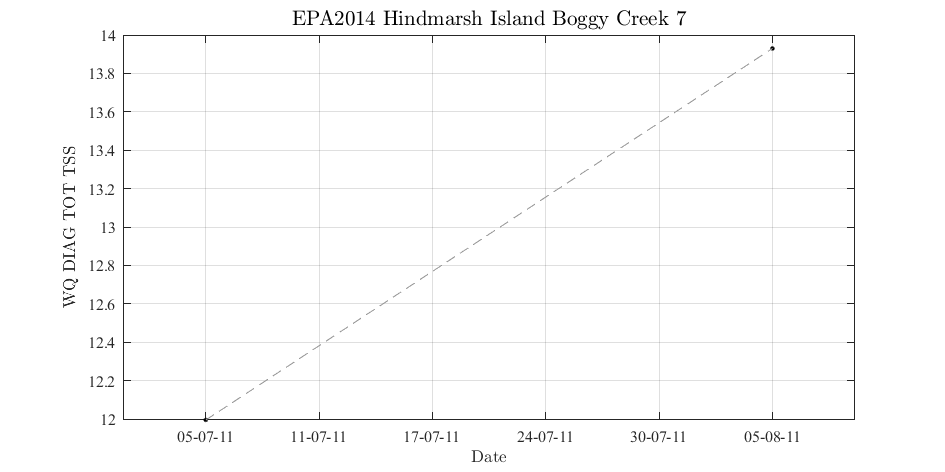 EPA2014 Hindmarsh Island Boggy Creek 7
14
13.8
13.6
13.4
13.2
13
12.8
12.6
12.4
12.2
12
WQ DIAG TOT TSS
05-07-11 11-07-11 17-07-11 24-07-11 30-07-11 05-08-11
Date